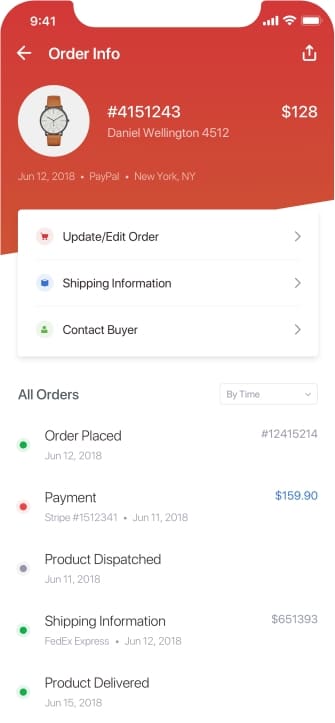 9:41
Order Info
#4151243 $128
Daniel Wellington 4512
Jun 12, 2018 • PayPal • New York, NY
Update/Edit Order
Shipping Information
Contact Buyer
All Orders By Time
Order Placed #12415214
Jun 12, 2018
Payment $159.90
Stripe #1512341 • Jun 11, 2018
Product Dispatched
Jun 11, 2018
Shipping Information $651393
FedEx Express • Jun 12, 2018
Product Delivered
Jun 15, 2018